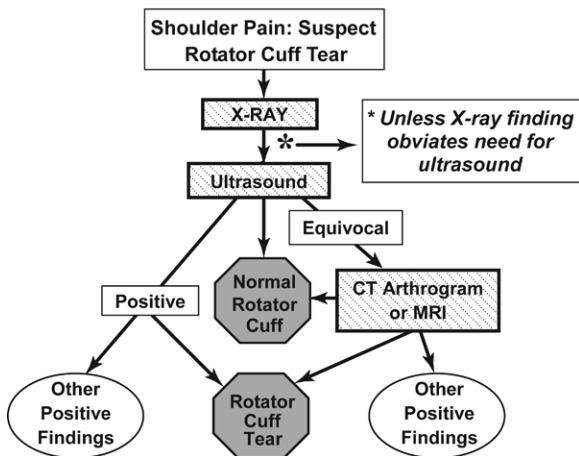 Shoulder Pain: Suspect
Rotator Cuff Tear
X-RAY
*
* Unless X-ray finding
obviates need for
ultrasound
Ultrasound
Equivocal
Positive
Normal
Rotator
Cuff
CT Arthrogram
or MRI
Other
Positive
Findings
Rotator
Cuff
Tear
Other
Positive
Findings